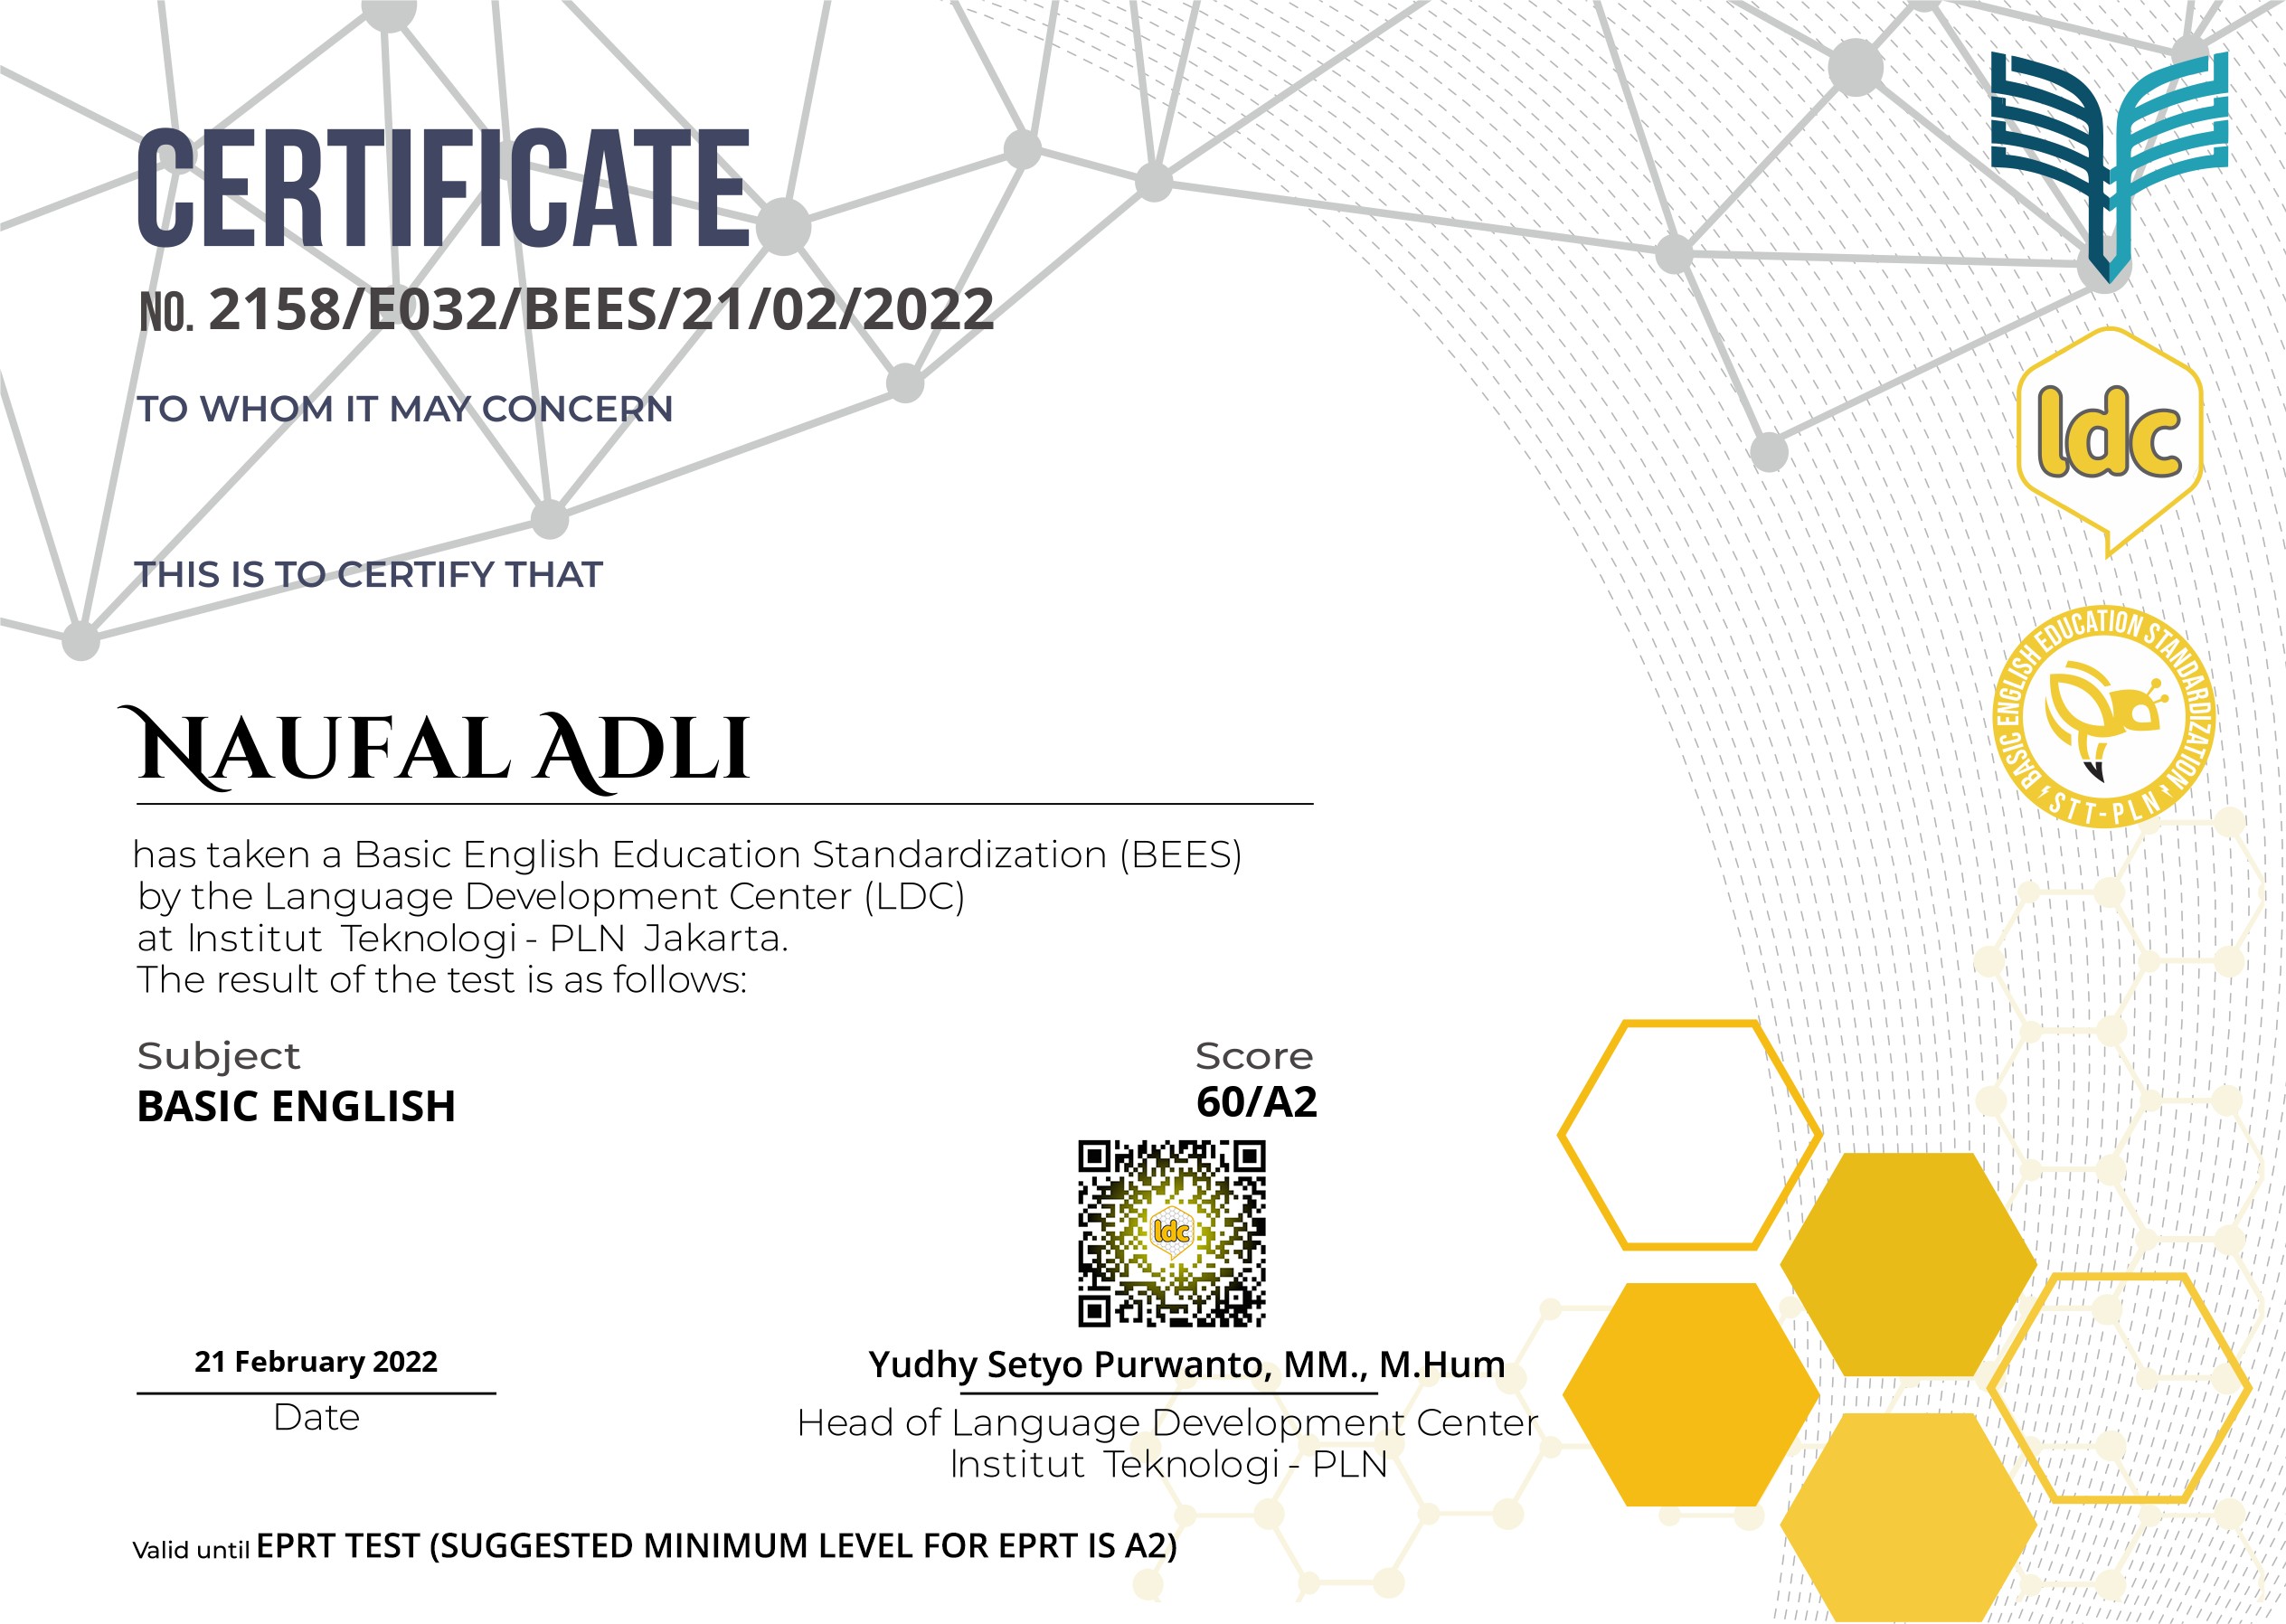 CERTIFICATE
NO. 2158/E032/BEES/21/02/2022
TO WHOM IT MAY CONCERN
THIS IS TO CERTIFY THAT
NAUFAL ADLI
has taken a Basic English Education Standardization (BEES)
by the Language Development Center (LDC)
at Institut Teknologi - PLN Jakarta.
The result of the test is as follows:
Subject
BASIC ENGLISH
Score
60/A2
ldc
21 February 2022
Date
Yudhy Setyo Purwanto, MM., M.Hum
Head of Language Development Center
Institut Teknologi - PLN
Valid until EPRT TEST (SUGGESTED MINIMUM LEVEL FOR EPRT IS A2)
ldc
BASIC ENGLISH EDUCATION STANDARDIZATION
STT-PLN